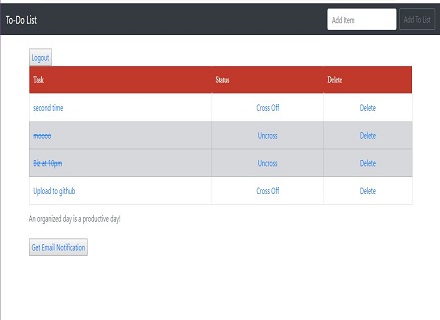 To-Do List Add Item Add To List
Logout
Task Status Delete
second time Cross Off Delete
moooo Uncross Delete
Biz at 10pm Uncross Delete
Upload to github Cross Off Delete
An organized day is a productive day!
Get Email Notification